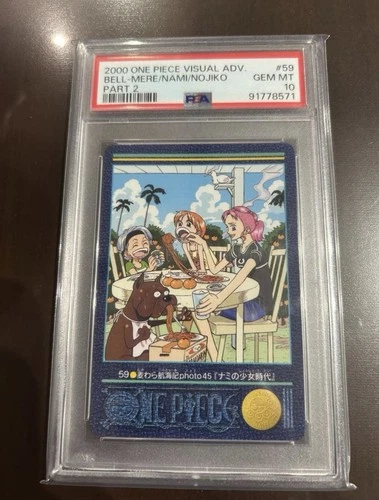 2000 ONE PIECE VISUAL ADV. #59
BELL-MERE/NAMI/NOJIKO GEM MT
PART 2 10
PSA 91778571
59●麦わら航海記photo45『ナミの少女時代』
ONE PIECE